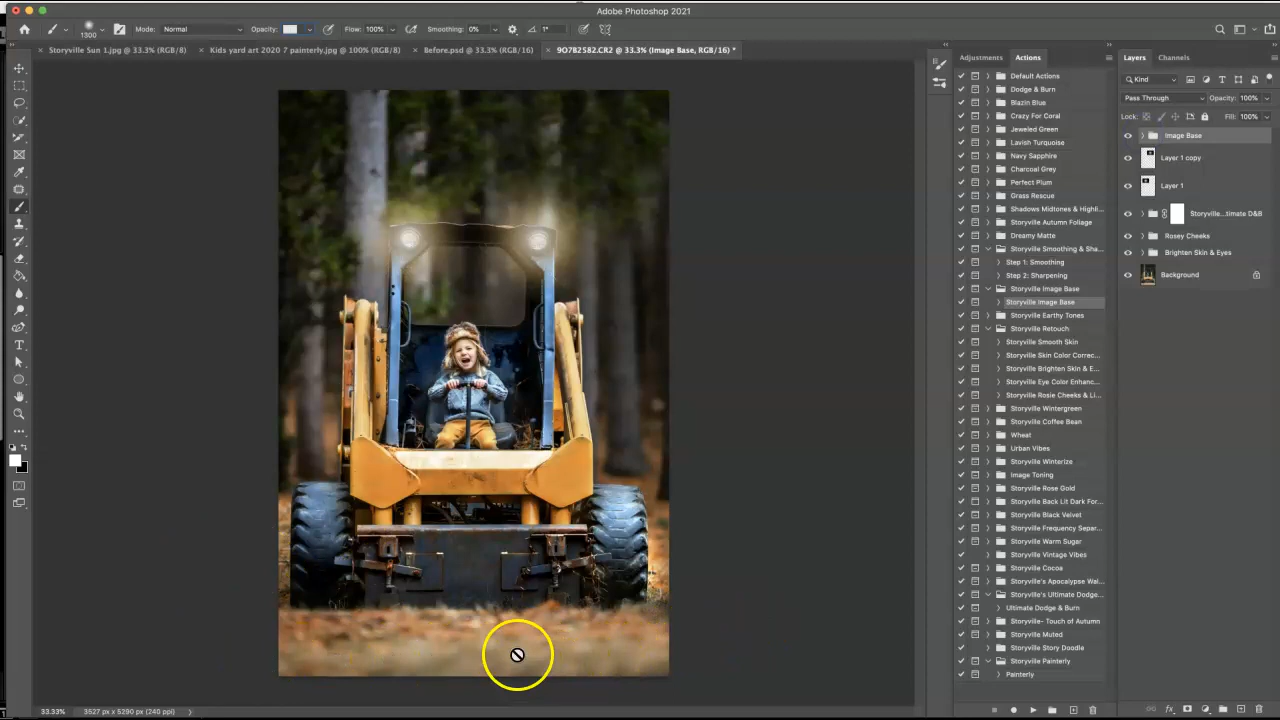 Adobe Photoshop 2021
1300 Mode: Normal Opacity: Flow: 100% Smoothing: 0% 1°
Storyville Sun 1.jpg @ 33.3% (RGB/8) Kids yard art 2020 7 painterly.jpg @ 100% (RGB/8) Before.psd @ 33.3% (RGB/16) 9O7B2582.CR2 @ 33.3% (Image Base, RGB/16) *
Adjustments Actions
Default Actions
Dodge & Burn
Blazin Blue
Crazy For Coral
Jeweled Green
Lavish Turquoise
Navy Sapphire
Charcoal Grey
Perfect Plum
Grass Rescue
Shadows Midtones & Highli...
Storyville Autumn Foliage
Dreamy Matte
Storyville Smoothing & Sha...
Step 1: Smoothing
Step 2: Sharpening
Storyville Image Base
Storyville Image Base
Storyville Earthy Tones
Storyville Retouch
Storyville Smooth Skin
Storyville Skin Color Correc...
Storyville Brighten Skin & E...
Storyville Eye Color Enhanc...
Storyville Rosie Cheeks & Li...
Storyville Wintergreen
Storyville Coffee Bean
Wheat
Urban Vibes
Storyville Winterize
Image Toning
Storyville Rose Gold
Storyville Back Lit Dark For...
Storyville Black Velvet
Storyville Frequency Separ...
Storyville Warm Sugar
Storyville Vintage Vibes
Storyville Cocoa
Storyville's Apocalypse Wal...
Storyville's Ultimate Dodge...
Ultimate Dodge & Burn
Storyville- Touch of Autumn
Storyville Muted
Storyville Story Doodle
Storyville Painterly
Painterly
Layers Channels
Kind
Pass Through Opacity: 100%
Lock: Fill: 100%
Image Base
Layer 1 copy
Layer 1
Storyville...timate D&B
Rosey Cheeks
Brighten Skin & Eyes
Background
33.33% 3527 px x 5290 px (240 ppi)